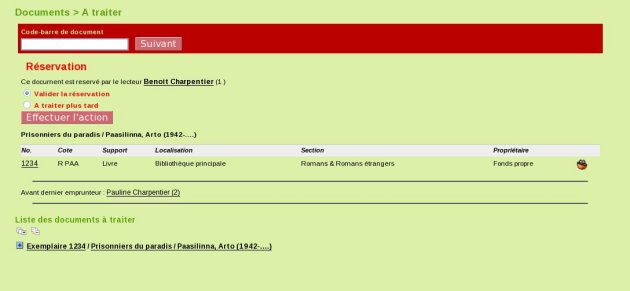 Documents > A traiter
Code-barre de document
Suivant
Réservation
Ce document est reservé par le lecteur Benoit Charpentier (1 )
Valider la réservation
A traiter plus tard
Effectuer l'action
Prisonniers du paradis / Paasilinna, Arto (1942-....)
No. Cote Support Localisation Section Propriétaire
1234 R PAA Livre Bibliothèque principale Romans & Romans étrangers Fonds propre
Avant dernier emprunteur : Pauline Charpentier (2)
Liste des documents à traiter
Exemplaire 1234 / Prisonniers du paradis / Paasilinna, Arto (1942-....)